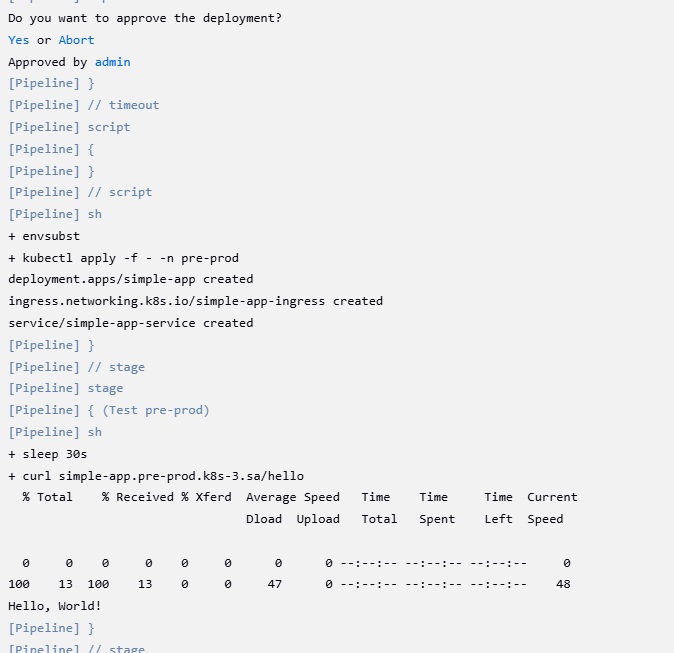 Do you want to approve the deployment?
Yes or Abort
Approved by admin
[Pipeline] }
[Pipeline] // timeout
[Pipeline] script
[Pipeline] {
[Pipeline] }
[Pipeline] // script
[Pipeline] sh
+ envsubst
+ kubectl apply -f - -n pre-prod
deployment.apps/simple-app created
ingress.networking.k8s.io/simple-app-ingress created
service/simple-app-service created
[Pipeline] }
[Pipeline] // stage
[Pipeline] stage
[Pipeline] { (Test pre-prod)
[Pipeline] sh
+ sleep 30s
+ curl simple-app.pre-prod.k8s-3.sa/hello
% Total % Received % Xferd Average Speed Time Time Time Current
Dload Upload Total Spent Left Speed
0 0 0 0 0 0 0 0 --:--:-- --:--:-- --:--:-- 0
100 13 100 13 0 0 47 0 --:--:-- --:--:-- --:--:-- 48
Hello, World!
[Pipeline] }
[Pipeline] // stage